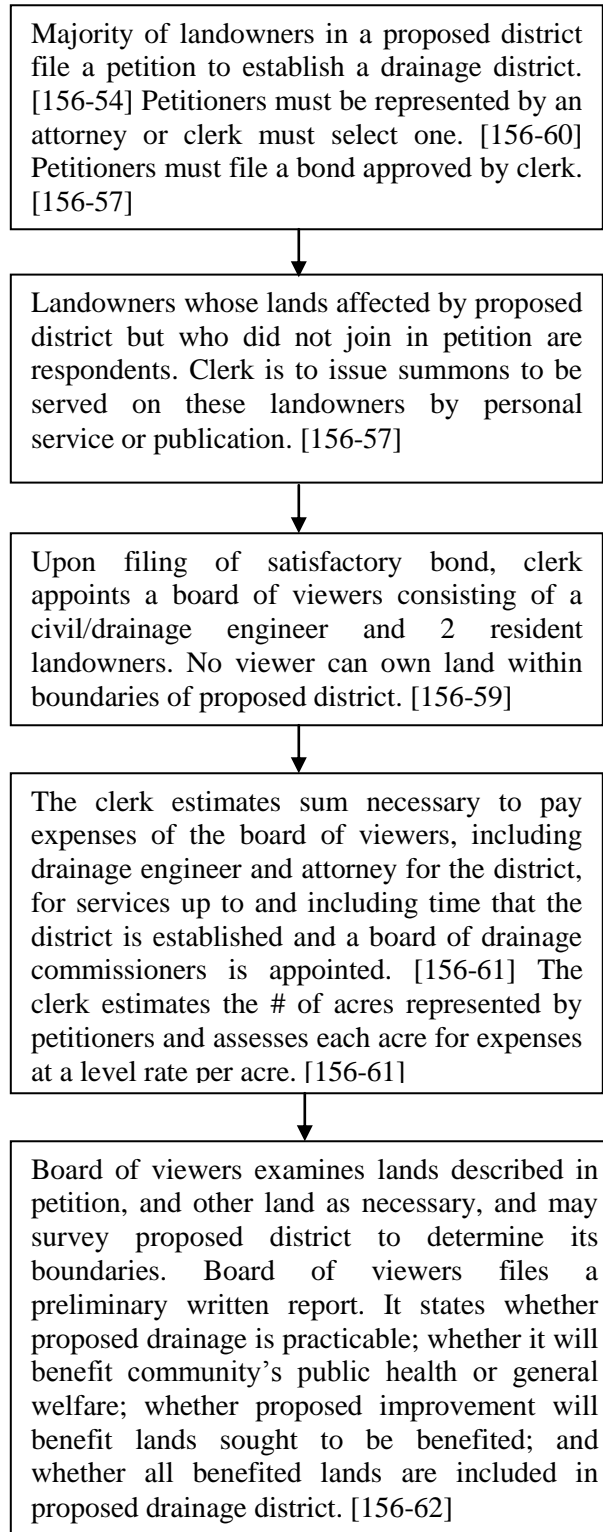 Majority of landowners in a proposed district
file a petition to establish a drainage district.
[156-54] Petitioners must be represented by an
attorney or clerk must select one. [156-60]
Petitioners must file a bond approved by clerk.
[156-57]
Landowners whose lands affected by proposed
district but who did not join in petition are
respondents. Clerk is to issue summons to be
served on these landowners by personal
service or publication. [156-57]
Upon filing of satisfactory bond, clerk
appoints a board of viewers consisting of a
civil/drainage engineer and 2 resident
landowners. No viewer can own land within
boundaries of proposed district. [156-59]
The clerk estimates sum necessary to pay
expenses of the board of viewers, including
drainage engineer and attorney for the district,
for services up to and including time that the
district is established and a board of drainage
commissioners is appointed. [156-61] The
clerk estimates the # of acres represented by
petitioners and assesses each acre for expenses
at a level rate per acre. [156-61]
Board of viewers examines lands described in
petition, and other land as necessary, and may
survey proposed district to determine its
boundaries. Board of viewers files a
preliminary written report. It states whether
proposed drainage is practicable; whether it will
benefit community's public health or general
welfare; whether proposed improvement will
benefit lands sought to be benefited; and
whether all benefited lands are included in
proposed drainage district. [156-62]